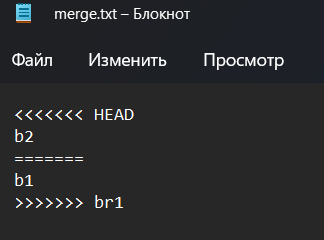 merge.txt – Блокнот
Файл Изменить Просмотр
<<<<<<< HEAD
b2
=======
b1
>>>>>>> br1